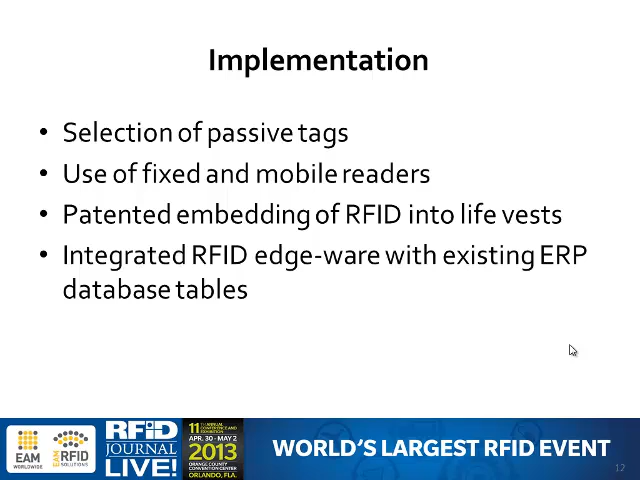 Implementation
• Selection of passive tags
• Use of fixed and mobile readers
• Patented embedding of RFID into life vests
• Integrated RFID edge-ware with existing ERP
database tables
EAM
WORLDWIDE
EAM RFID
SOLUTIONS
RFID
JOURNAL
LIVE!
11TH ANNUAL
CONFERENCE AND
EXHIBITION
APR. 30 - MAY 2
2013
ORANGE COUNTY
CONVENTION CENTER
ORLANDO, FLA.
WORLD'S LARGEST RFID EVENT
12